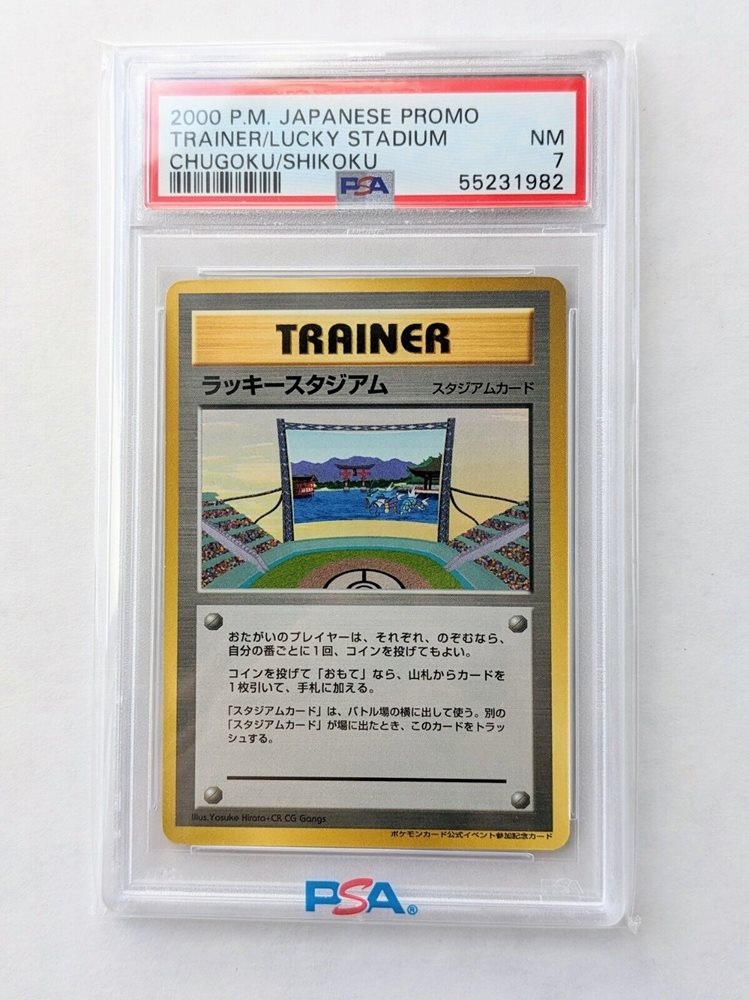 2000 P.M. JAPANESE PROMO
TRAINER/LUCKY STADIUM NM
CHUGOKU/SHIKOKU 7
PSA 55231982
TRAINER
ラッキースタジアム スタジアムカード
おたがいのプレイヤーは、それぞれ、のぞむなら、
自分の番ごとに1回、コインを投げてもよい。
コインを投げて「おもて」なら、山札からカードを
1枚引いて、手札に加える。
「スタジアムカード」は、バトル場の横に出して使う。別の
「スタジアムカード」が場に出たとき、このカードをトラッ
シュする。
Illus.Yosuke Hirata+CR CG Gangs
ポケモンカード公式イベント参加記念カード
PSA
PSA®